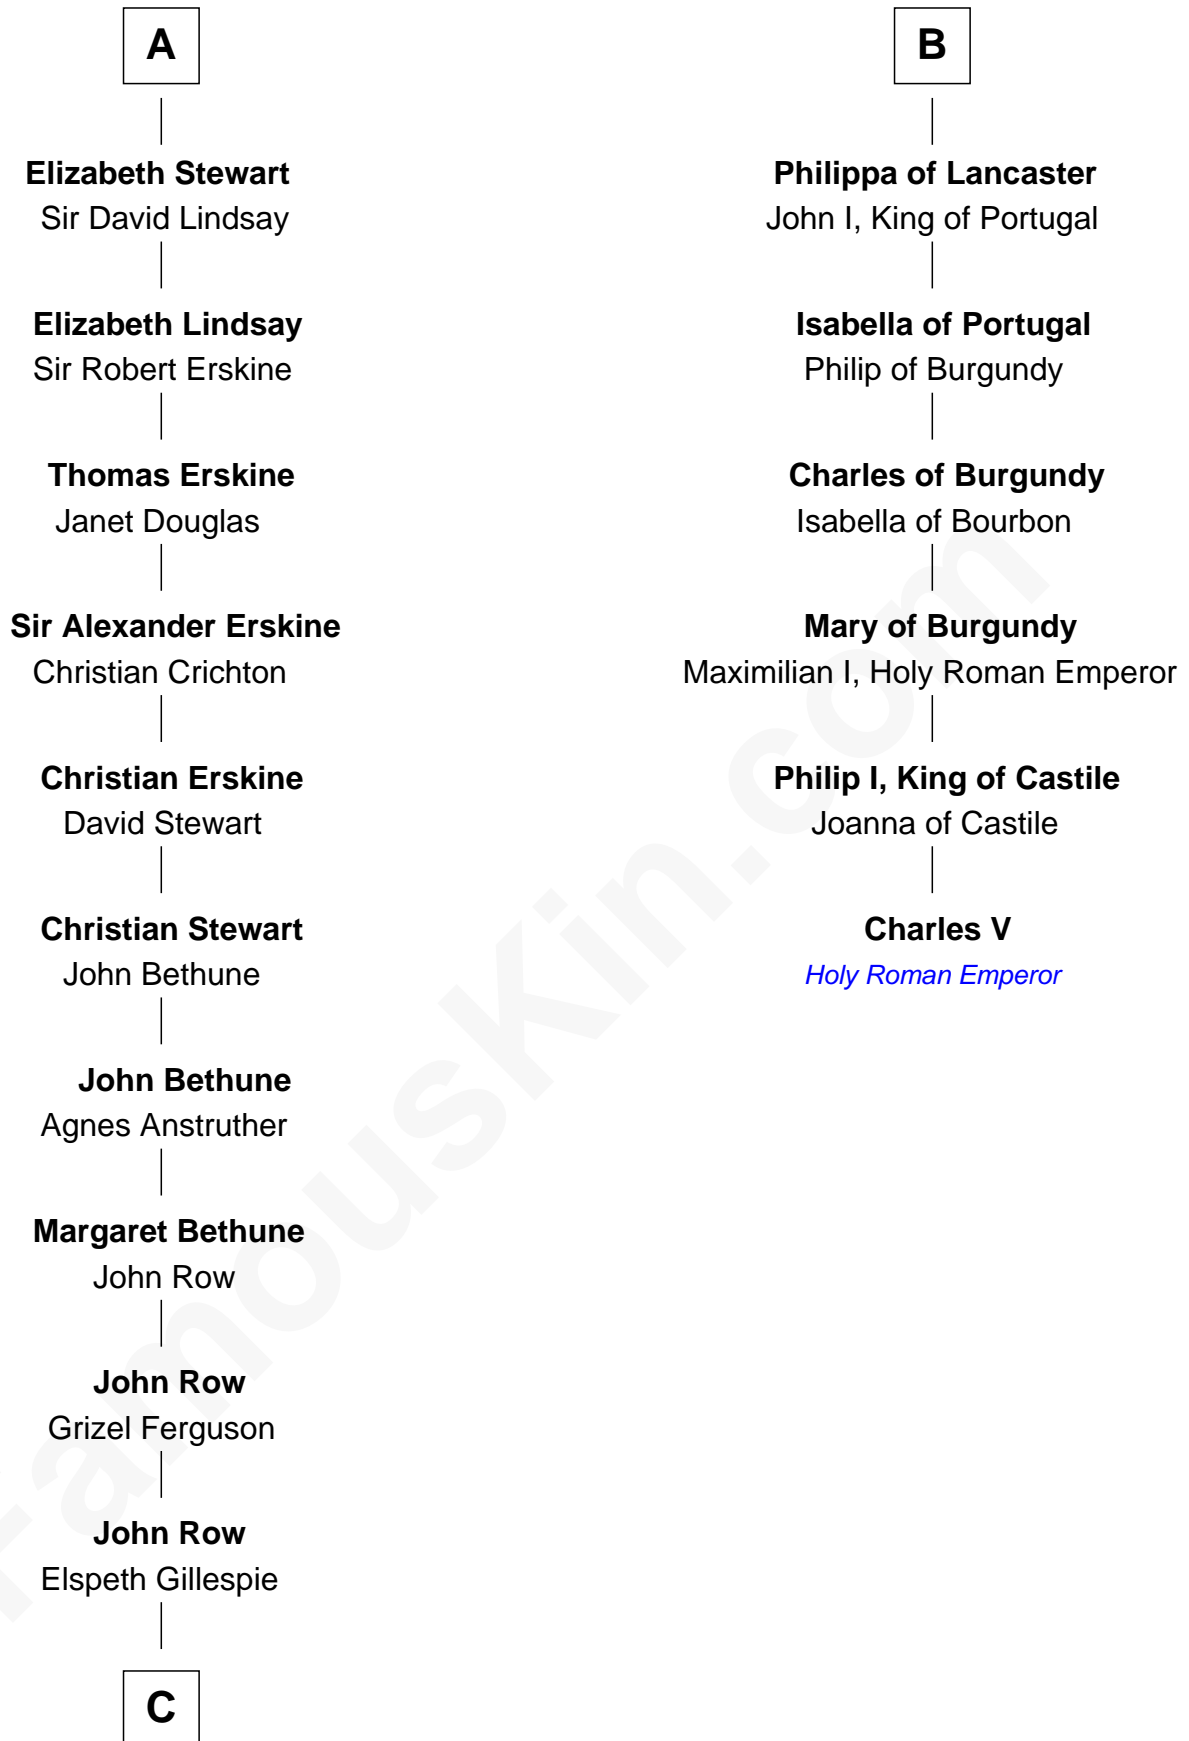 A
Elizabeth Stewart
Sir David Lindsay
Elizabeth Lindsay
Sir Robert Erskine
Thomas Erskine
Janet Douglas
Sir Alexander Erskine
Christian Crichton
Christian Erskine
David Stewart
Christian Stewart
John Bethune
John Bethune
Agnes Anstruther
Margaret Bethune
John Row
John Row
Grizel Ferguson
John Row
Elspeth Gillespie
C
B
Philippa of Lancaster
John I, King of Portugal
Isabella of Portugal
Philip of Burgundy
Charles of Burgundy
Isabella of Bourbon
Mary of Burgundy
Maximilian I, Holy Roman Emperor
Philip I, King of Castile
Joanna of Castile
Charles V
Holy Roman Emperor
FamousKin.com